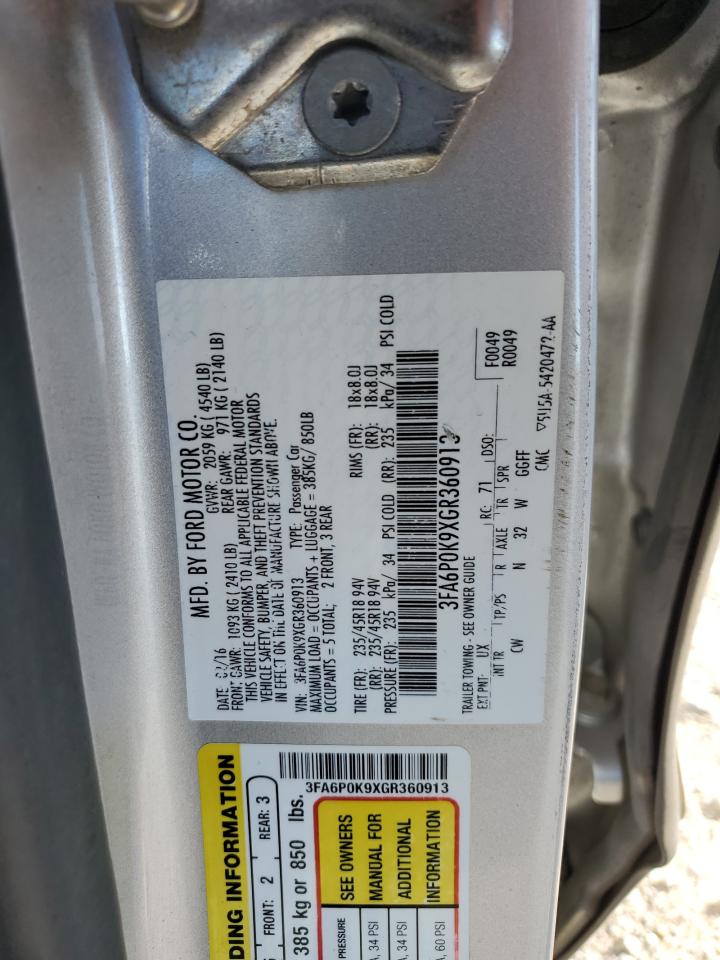 MFD. BY FORD MOTOR CO.
DATE: /16 GVWR: 2059 KG ( 4540 LB)
FRONT GAWR: 1093 KG ( 2410 LB) REAR GAWR: 971 KG ( 2140 LB)
THIS VEHICLE CONFORMS TO ALL APPLICABLE FEDERAL MOTOR
VEHICLE SAFETY, BUMPER, AND THEFT PREVENTION STANDARDS
IN EFFECT ON THE DATE OF MANUFACTURE SHOWN ABOVE.
VIN: 3FA6P0K9XGR360913 TYPE: Passenger Car
MAXIMUM LOAD = OCCUPANTS + LUGGAGE = 385KG/ 850LB
OCCUPANTS = 5 TOTAL; 2 FRONT, 3 REAR
TIRE (FR): 235/45R18 94V RIMS (FR): 18x8.0J
(RR): 235/45R18 94V (RR): 18x8.0J
PRESSURE (FR): 235 kPa/ 34 PSI COLD (RR): 235 kPa/ 34 PSI COLD
3FA6P0K9XGR360913
TRAILER TOWING - SEE OWNER GUIDE
EXT PNT: UX RC: 71 DSO: F0049
R0049
INT TR TP/PS R AXLE TR SPR
CW N 32 W GGFF
CMC 5U5A-5420472-AA
DING INFORMATION
FRONT: 2 REAR: 3
385 kg or 850 lbs.
3FA6P0K9XGR360913
PRESSURE SEE OWNERS
A, 34 PSI MANUAL FOR
A, 34 PSI ADDITIONAL
A, 60 PSI INFORMATION